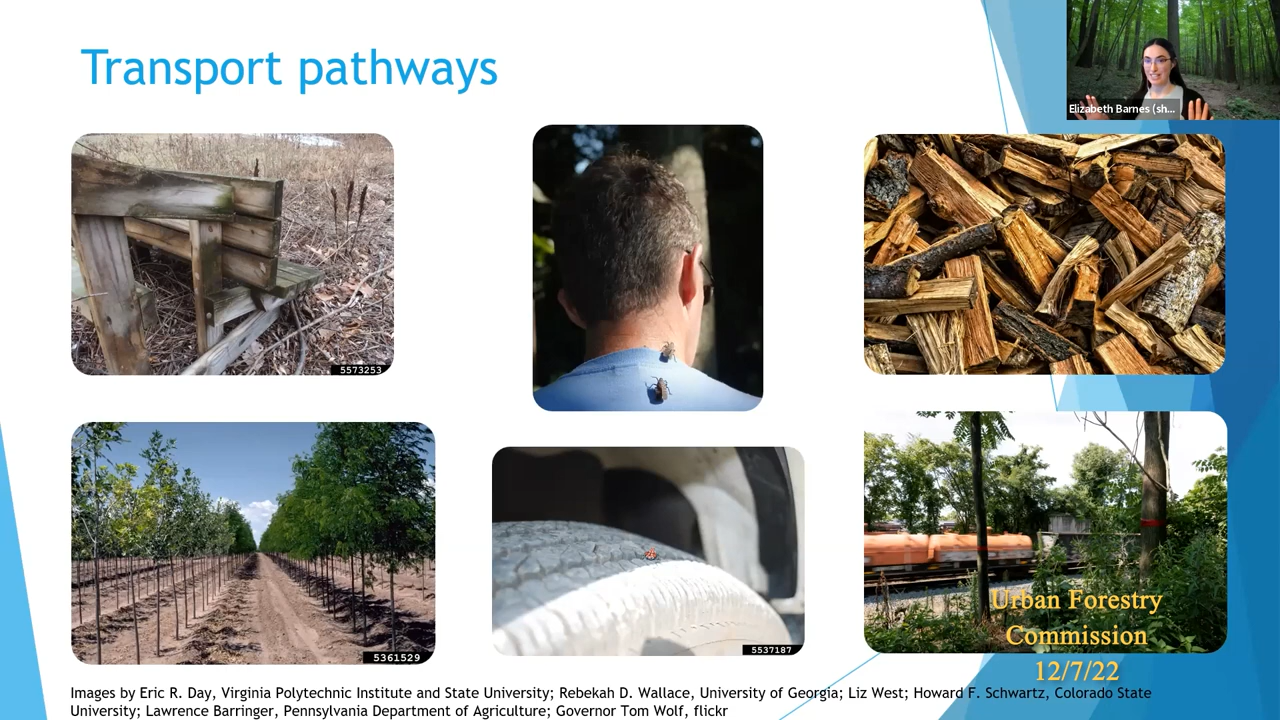 Transport pathways
Elizabeth Barnes (sh...
5573253
5361529
5537187
Urban Forestry
Commission
12/7/22
Images by Eric R. Day, Virginia Polytechnic Institute and State University; Rebekah D. Wallace, University of Georgia; Liz West; Howard F. Schwartz, Colorado State
University; Lawrence Barringer, Pennsylvania Department of Agriculture; Governor Tom Wolf, flickr